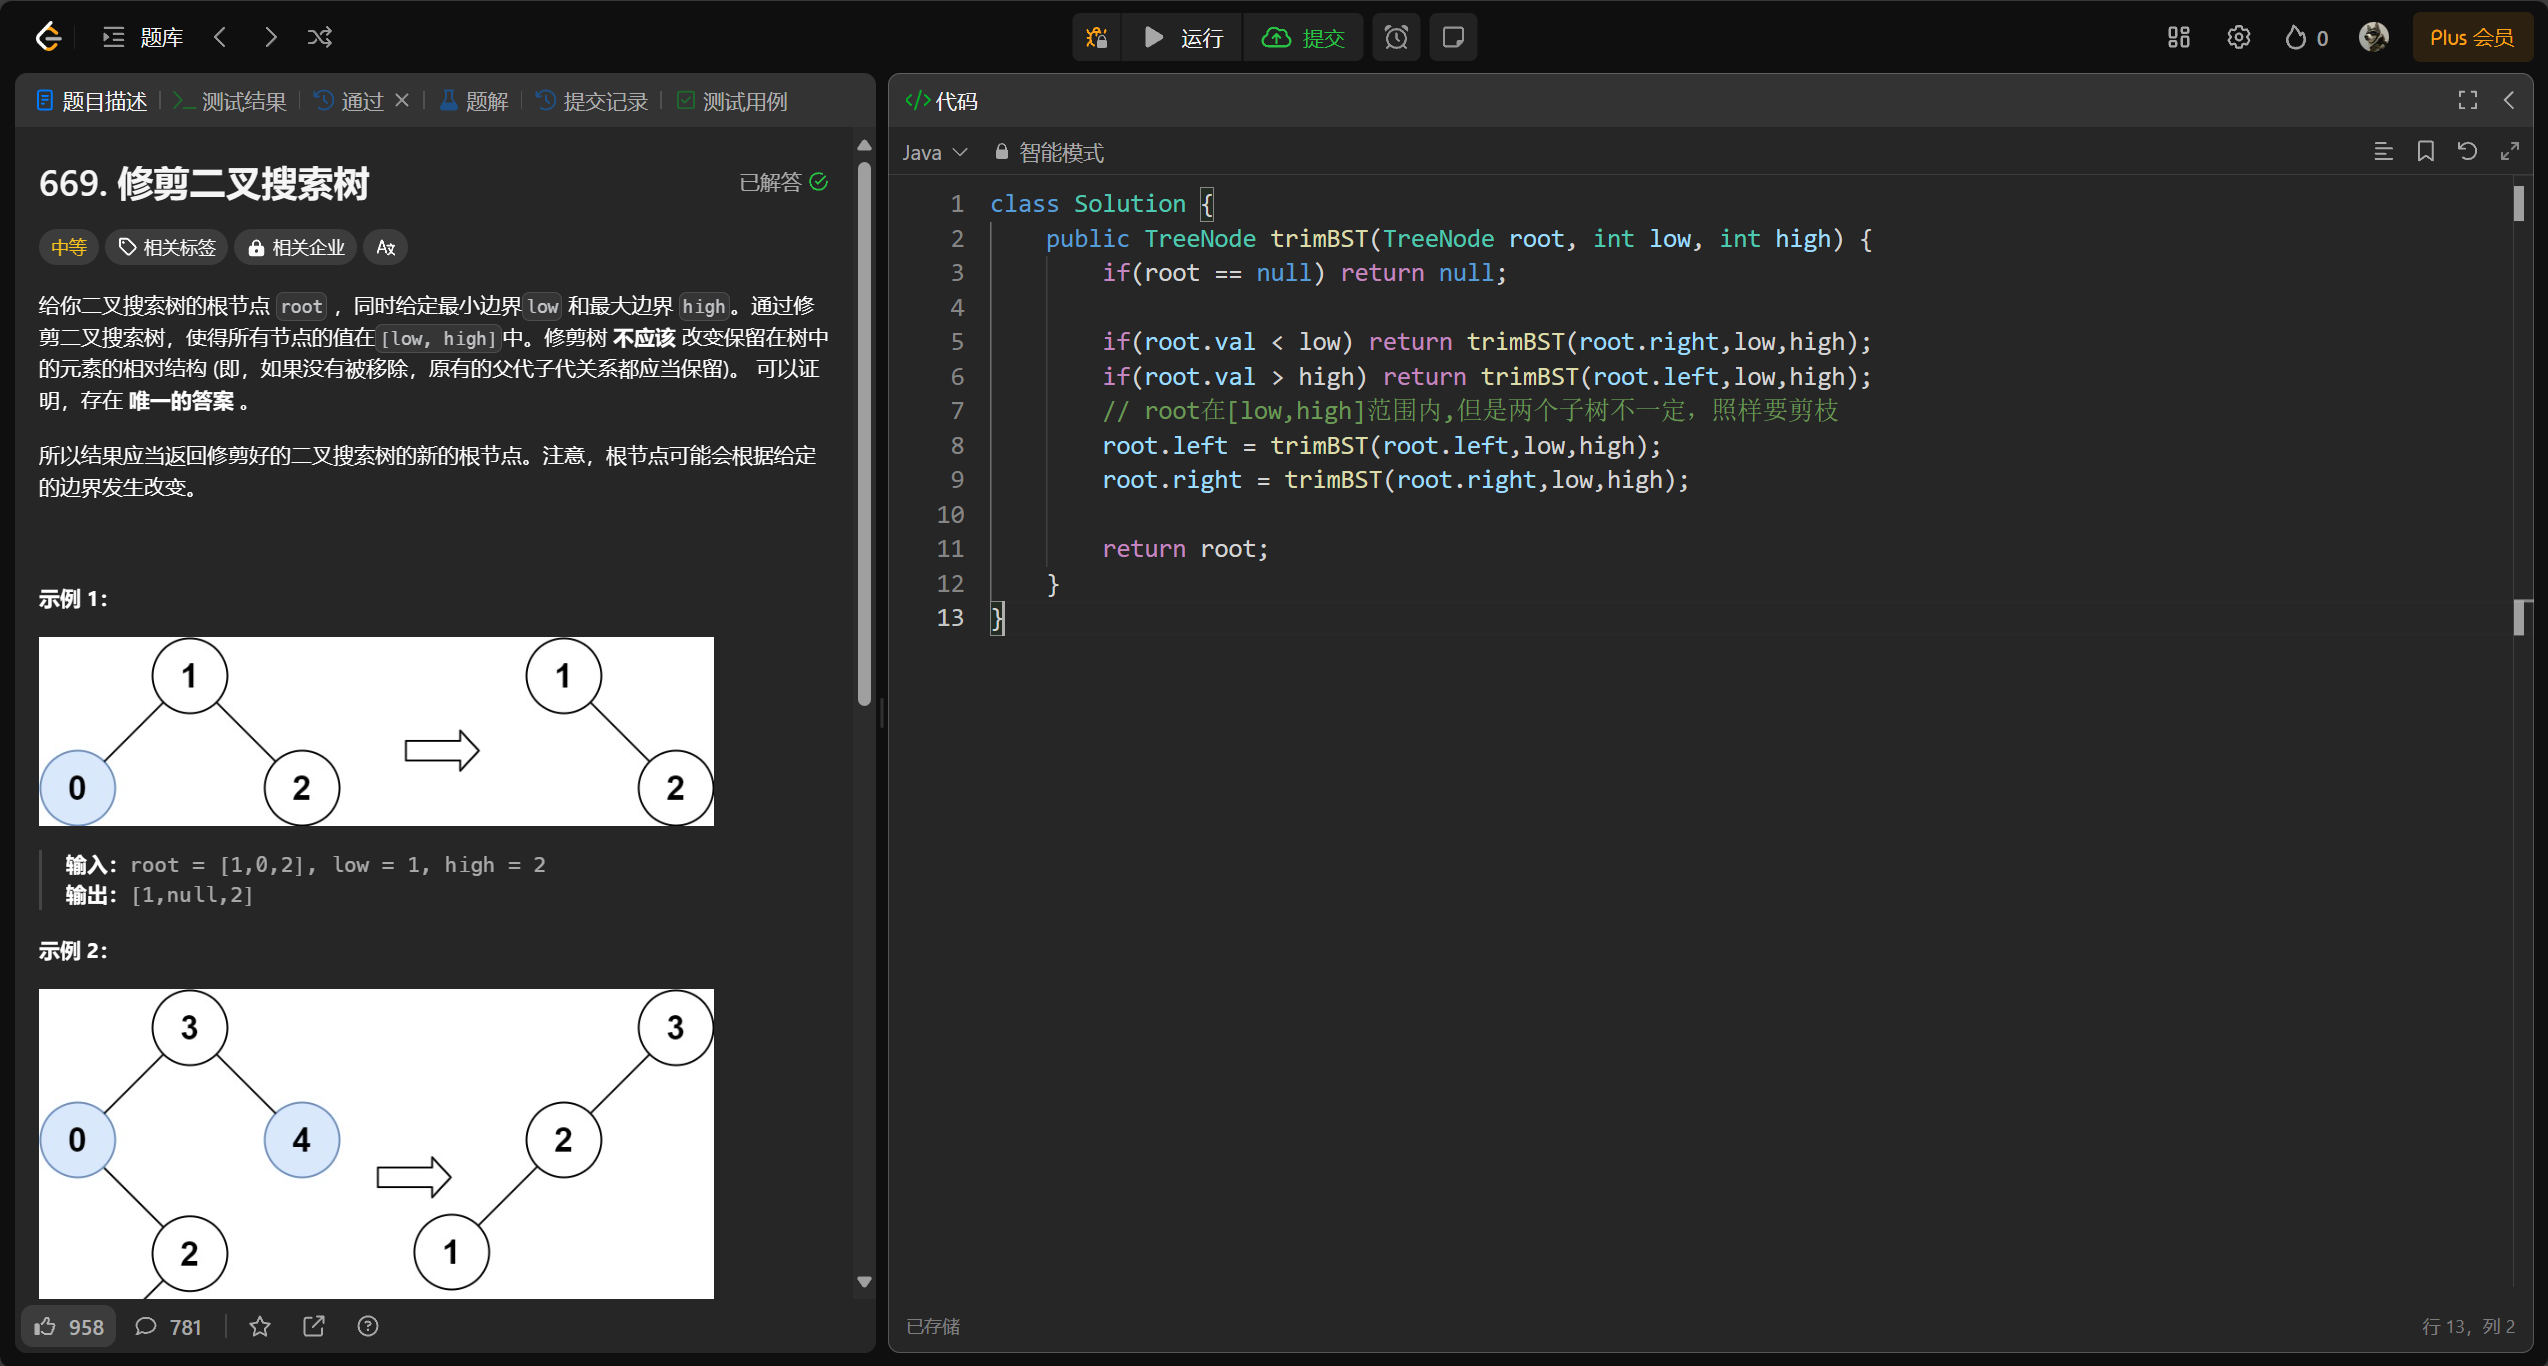 题库
运行
提交
0
Plus 会员
题目描述
测试结果
通过
题解
提交记录
测试用例
669. 修剪二叉搜索树
已解答
中等
相关标签
相关企业
给你二叉搜索树的根节点 root ，同时给定最小边界low 和最大边界 high。通过修
剪二叉搜索树，使得所有节点的值在[low, high]中。修剪树 不应该 改变保留在树中
的元素的相对结构 (即，如果没有被移除，原有的父代子代关系都应当保留)。 可以证
明，存在 唯一的答案 。
所以结果应当返回修剪好的二叉搜索树的新的根节点。注意，根节点可能会根据给定
的边界发生改变。
示例 1：
1
0
2
1
2
输入：root = [1,0,2], low = 1, high = 2
输出：[1,null,2]
示例 2：
3
0
4
2
3
2
1
958
781
</> 代码
Java
智能模式
1 class Solution {
2 public TreeNode trimBST(TreeNode root, int low, int high) {
3 if(root == null) return null;
4
5 if(root.val < low) return trimBST(root.right,low,high);
6 if(root.val > high) return trimBST(root.left,low,high);
7 // root在[low,high]范围内,但是两个子树不一定，照样要剪枝
8 root.left = trimBST(root.left,low,high);
9 root.right = trimBST(root.right,low,high);
10
11 return root;
12 }
13 }
已存储
行 13，列 2